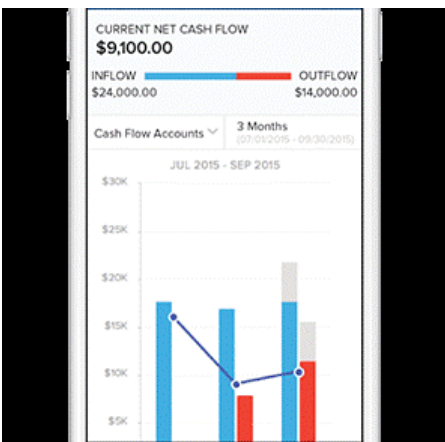 CURRENT NET CASH FLOW
$9,100.00
INFLOW OUTFLOW
$24,000.00 $14,000.00
Cash Flow Accounts 3 Months
(07/01/2015 - 09/30/2015)
JUL 2015 - SEP 2015
$30K
$25K
$20K
$15K
$10K
$5K